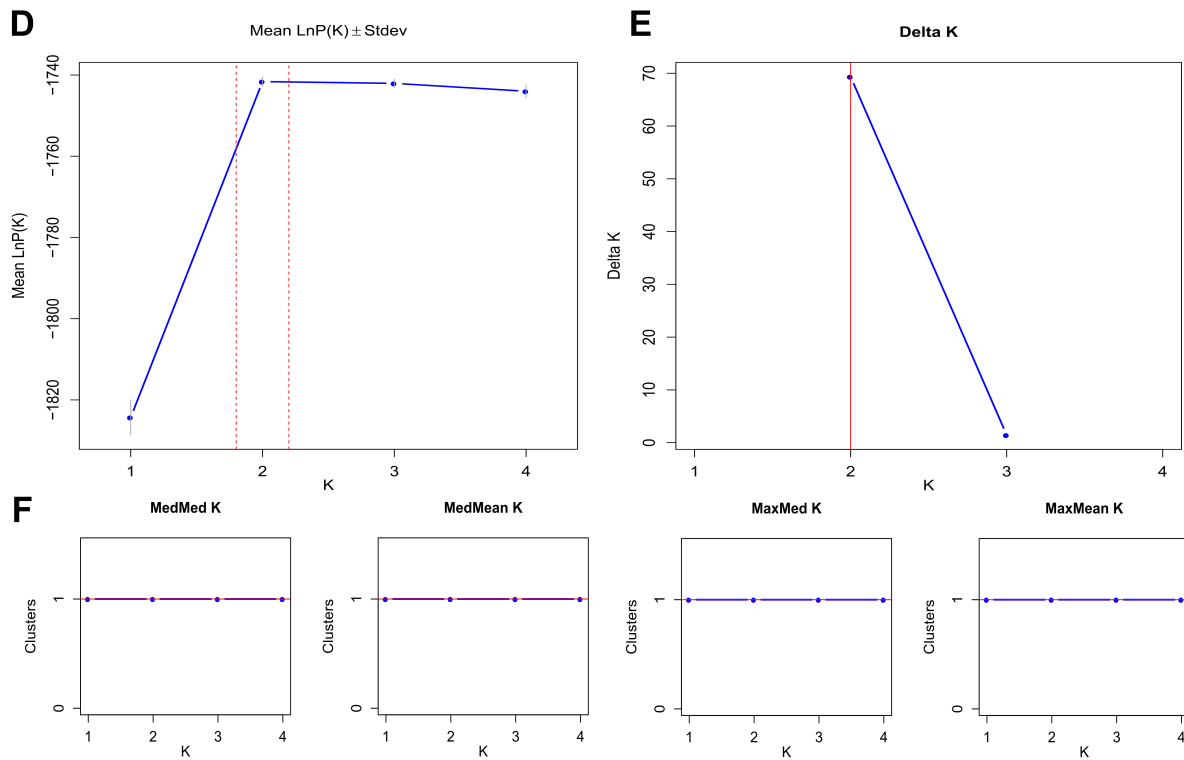 D
Mean LnP(K) ± Stdev
Mean LnP(K)
−1740
−1760
−1780
−1800
−1820
1 2 3 4
K
E
Delta K
Delta K
70
60
50
40
30
20
10
0
1 2 3 4
K
F
MedMed K
Clusters
1
0
1 2 3 4
K
MedMean K
Clusters
1
0
1 2 3 4
K
MaxMed K
Clusters
1
0
1 2 3 4
K
MaxMean K
Clusters
1
0
1 2 3 4
K